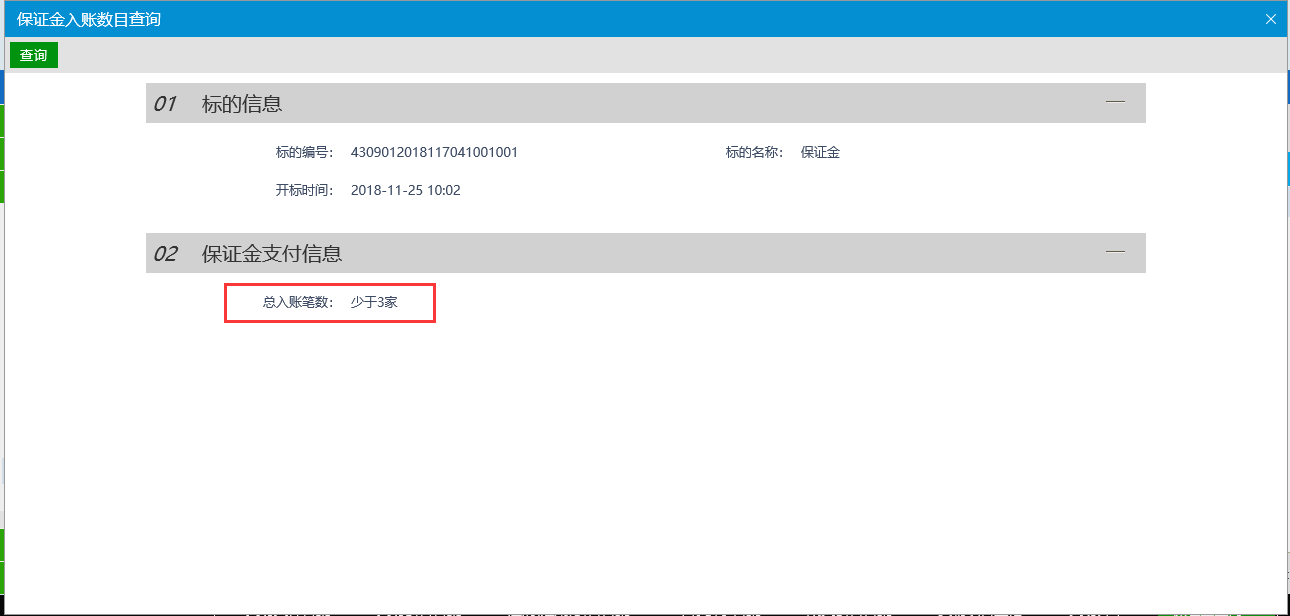 保证金入账数目查询
查询
01 标的信息
标的编号： 4309012018117041001001 标的名称： 保证金
开标时间： 2018-11-25 10:02
02 保证金支付信息
总入账笔数： 少于3家